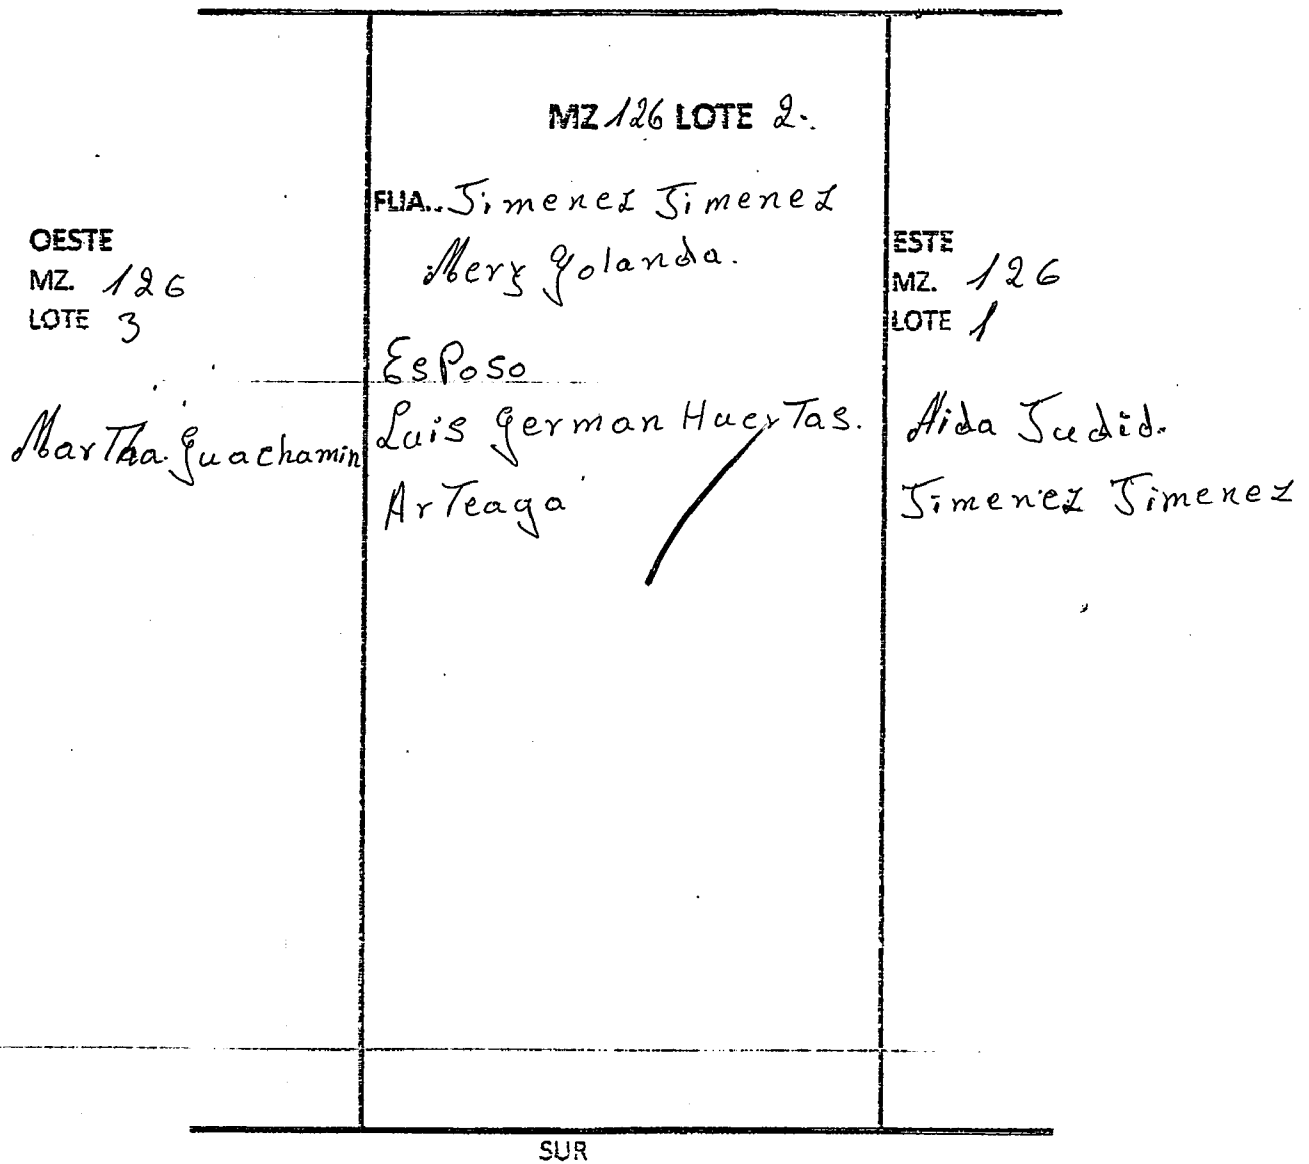 MZ 126 LOTE 2.
FLIA.. Jimenez Jimenez
Mery Yolanda.
Esposo
Luis German Huertas.
Arteaga
OESTE
MZ. 126
LOTE 3
Martha Guachamin
ESTE
MZ. 126
LOTE 1
Aida Judid.
Jimenez Jimenez
SUR